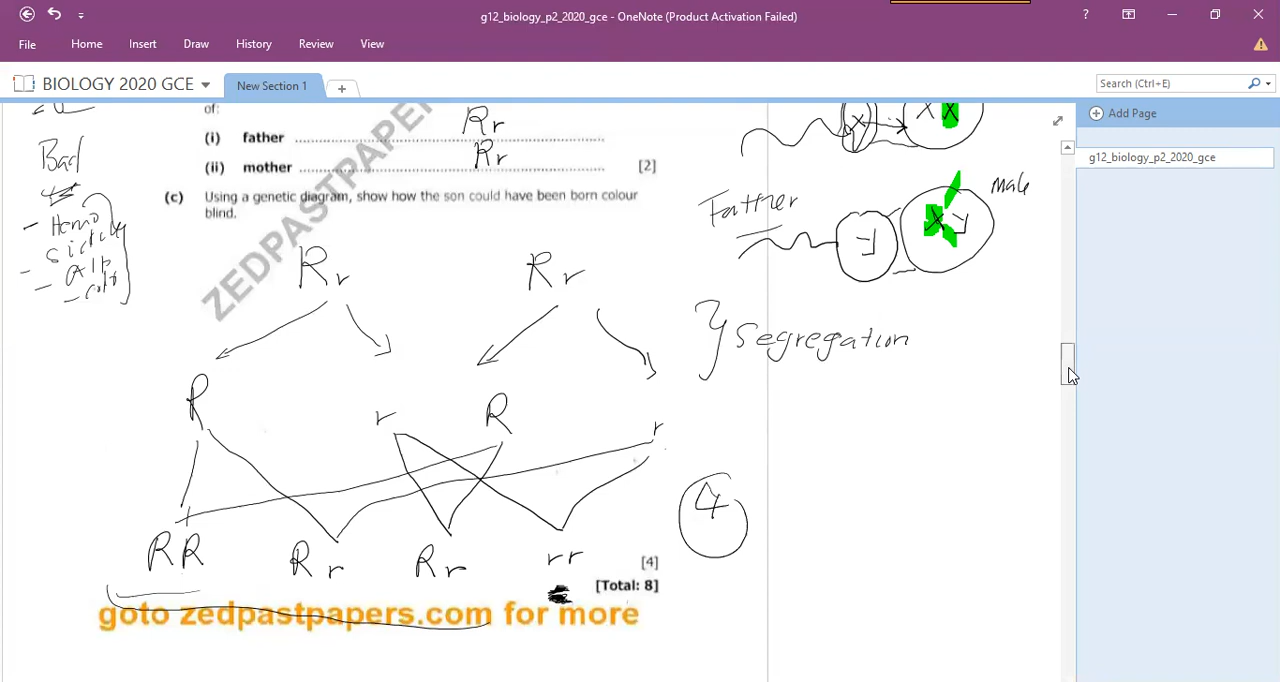 g12_biology_p2_2020_gce - OneNote (Product Activation Failed)
?
File Home Insert Draw History Review View
BIOLOGY 2020 GCE
New Section 1
+
Search (Ctrl+E)
Add Page
g12_biology_p2_2020_gce
of:
(i) father Rr
(ii) mother Rr [2]
(c) Using a genetic diagram, show how the son could have been born colour
blind.
ZEDPASTPAPER
Bad
- Hemo
- Alb
X
X X
Male
Father
Y
X Y
Rr Rr
} Segregation
R r R r
RR Rr Rr rr
4
[4]
[Total: 8]
goto zedpastpapers.com for more